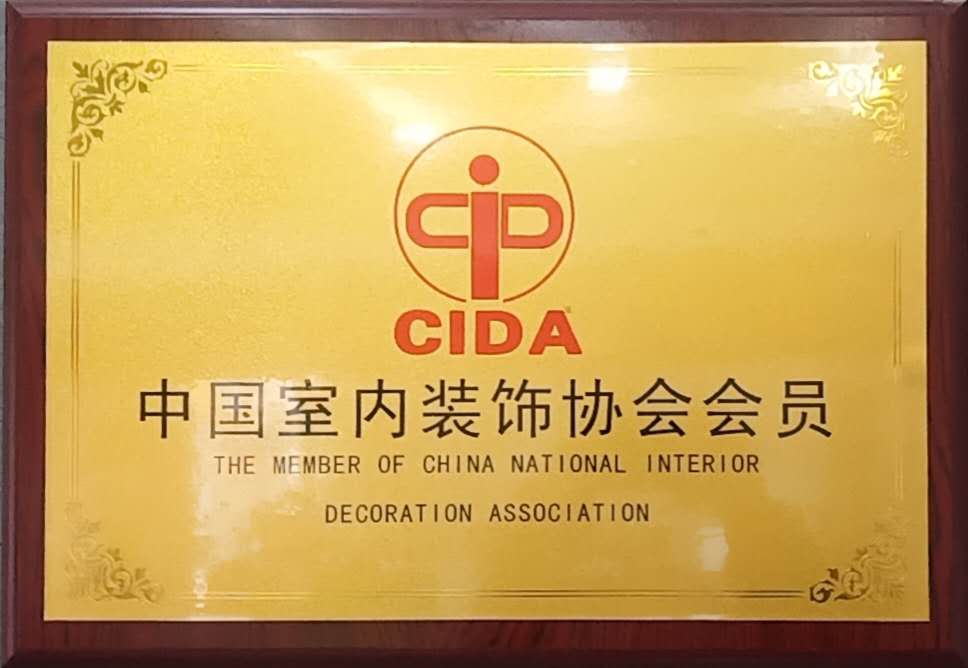 CID
CIDA
中国室内装饰协会会员
THE MEMBER OF CHINA NATIONAL INTERIOR
DECORATION ASSOCIATION